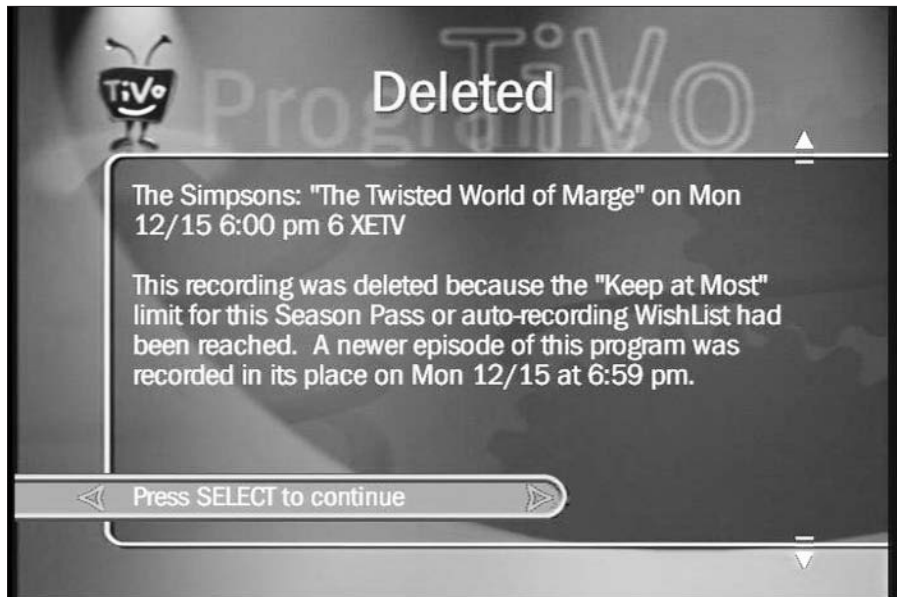 TiVo
TiVo
Programs
Deleted
The Simpsons: "The Twisted World of Marge" on Mon
12/15 6:00 pm 6 XETV
This recording was deleted because the "Keep at Most"
limit for this Season Pass or auto-recording WishList had
been reached.  A newer episode of this program was
recorded in its place on Mon 12/15 at 6:59 pm.
Press SELECT to continue